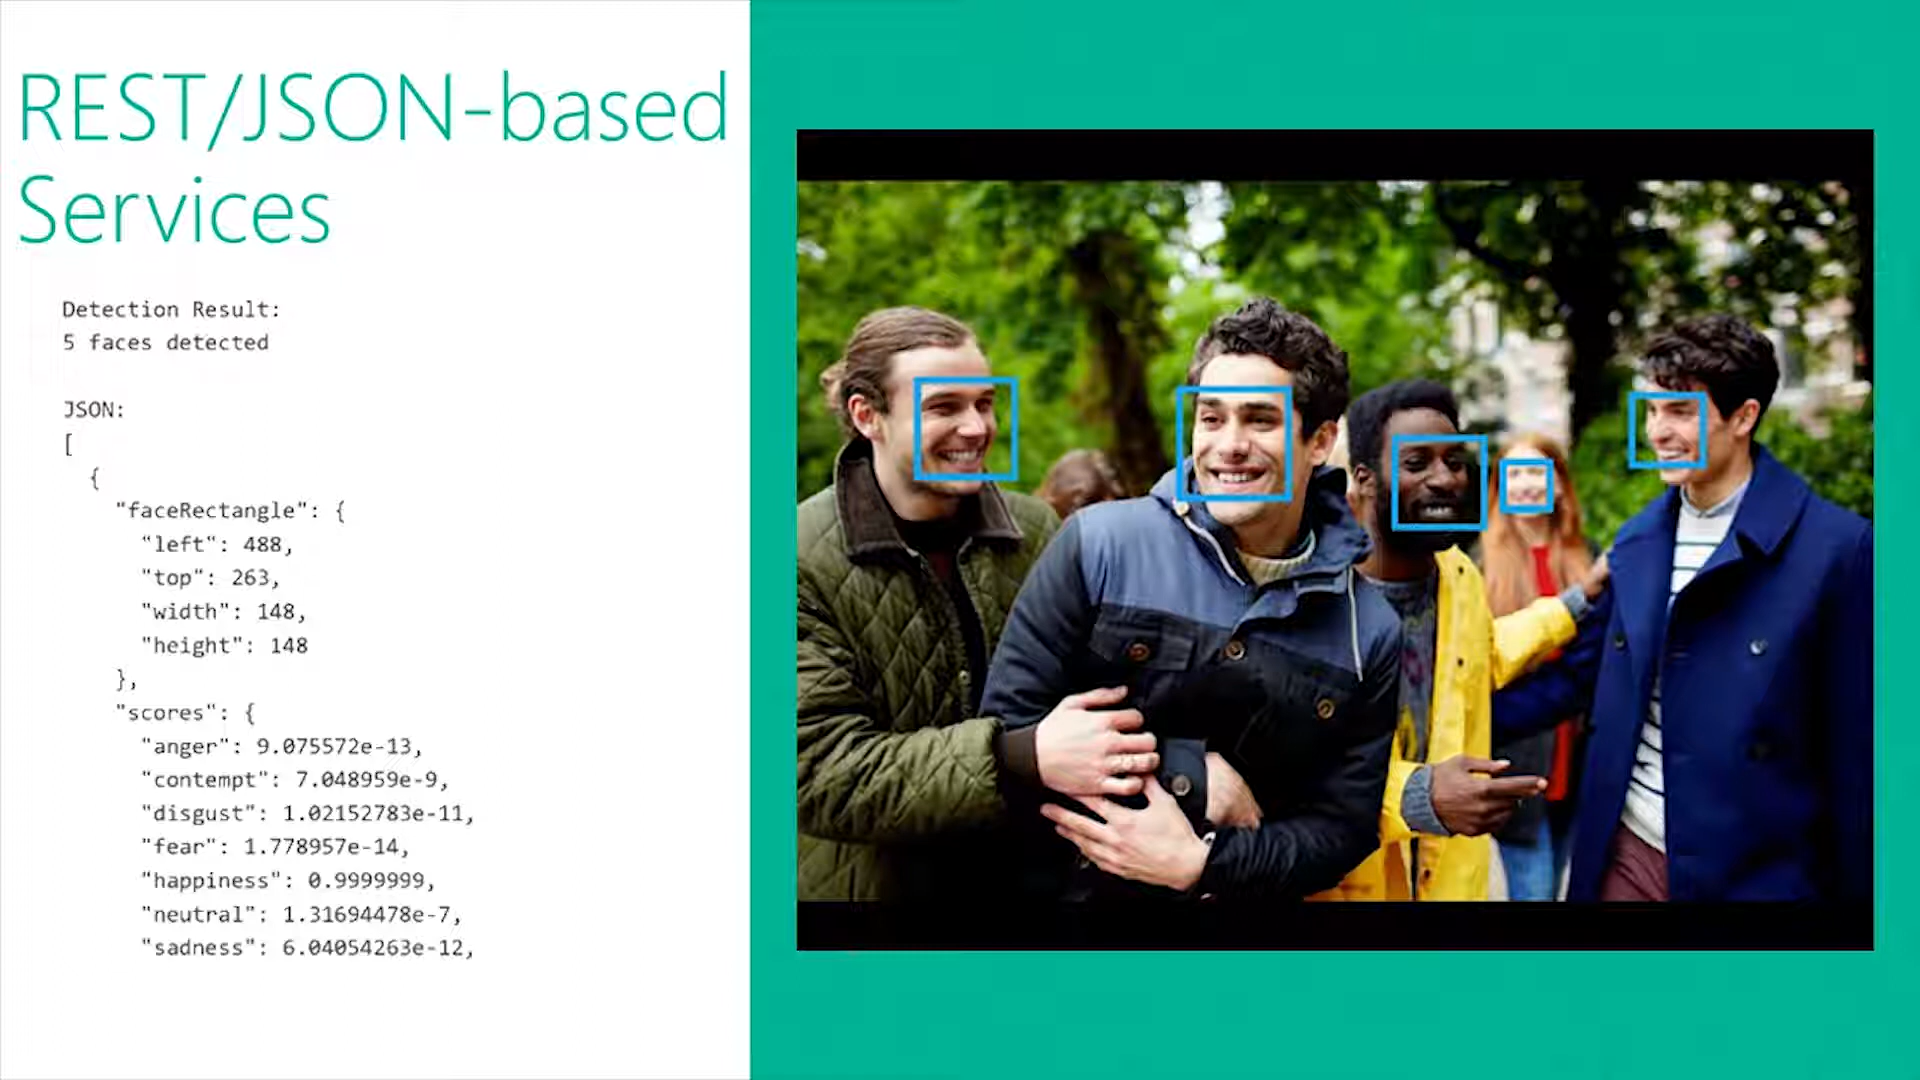 REST/JSON-based
Services
Detection Result:
5 faces detected
JSON:
[
{
"faceRectangle": {
"left": 488,
"top": 263,
"width": 148,
"height": 148
},
"scores": {
"anger": 9.075572e-13,
"contempt": 7.048959e-9,
"disgust": 1.02152783e-11,
"fear": 1.778957e-14,
"happiness": 0.9999999,
"neutral": 1.31694478e-7,
"sadness": 6.04054263e-12,